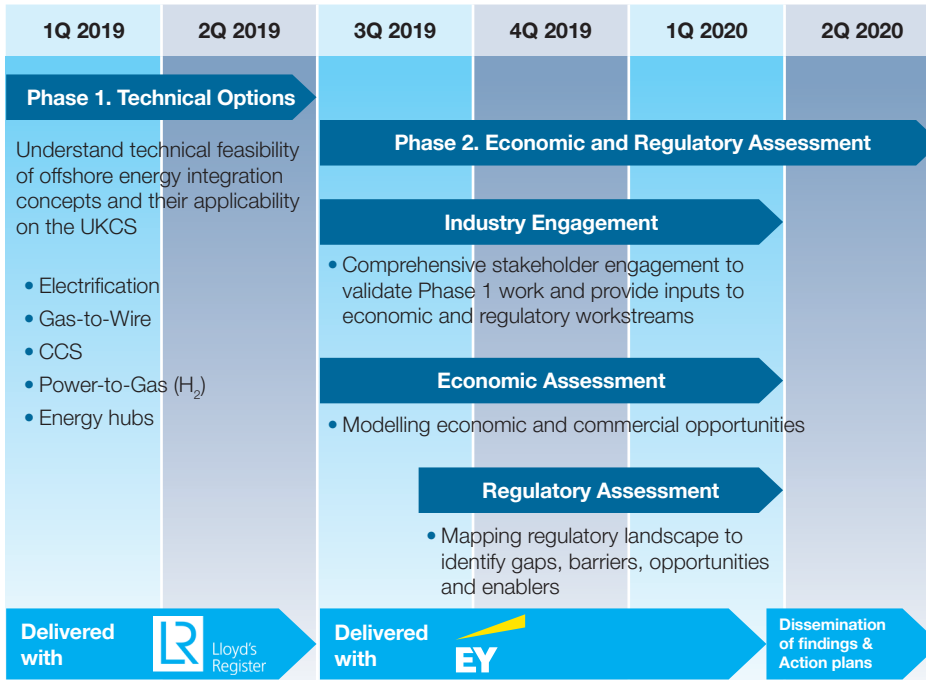 1Q 2019
2Q 2019
3Q 2019
4Q 2019
1Q 2020
2Q 2020
Phase 1. Technical Options
Understand technical feasibility
of offshore energy integration
concepts and their applicability
on the UKCS
• Electrification
• Gas-to-Wire
• CCS
• Power-to-Gas (H₂)
• Energy hubs
Phase 2. Economic and Regulatory Assessment
Industry Engagement
• Comprehensive stakeholder engagement to
validate Phase 1 work and provide inputs to
economic and regulatory workstreams
Economic Assessment
• Modelling economic and commercial opportunities
Regulatory Assessment
• Mapping regulatory landscape to
identify gaps, barriers, opportunities
and enablers
Delivered
with
LR
Lloyd's
Register
Delivered
with
EY
Dissemination
of findings &
Action plans